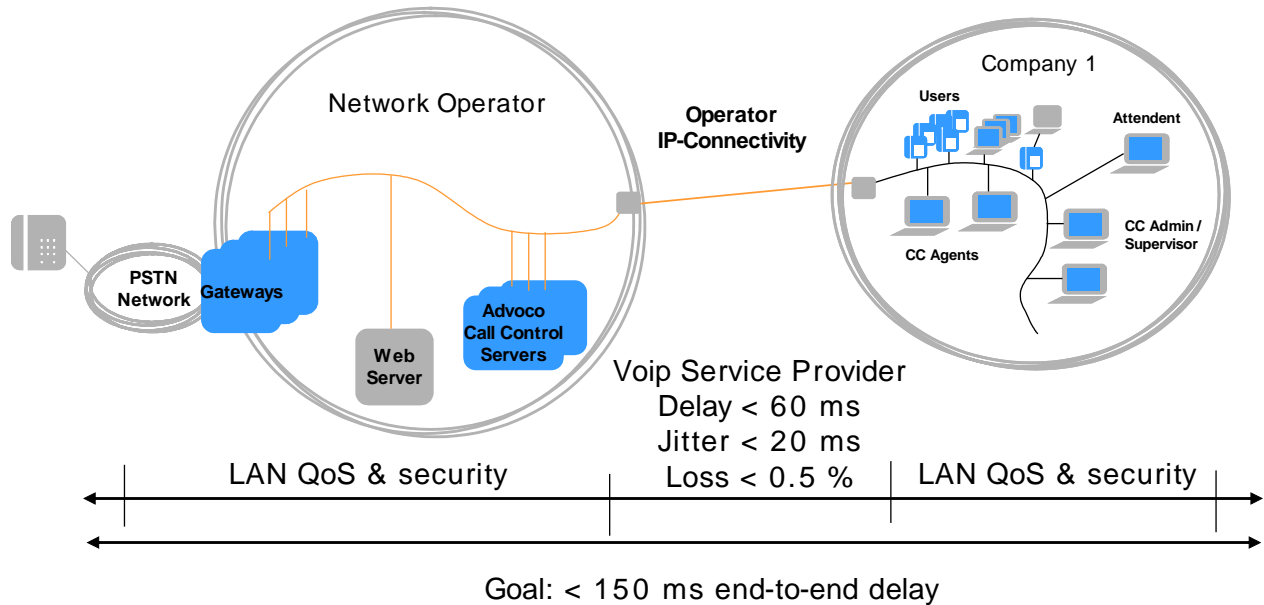 Network Operator
Operator
IP-Connectivity
Company 1
Users
Attendent
CC Agents
CC Admin /
Supervisor
PSTN
Network
Gateways
Web
Server
Advoco
Call Control
Servers
Voip Service Provider
Delay < 60 ms
Jitter < 20 ms
Loss < 0.5 %
LAN QoS & security
LAN QoS & security
Goal: < 150 ms end-to-end delay